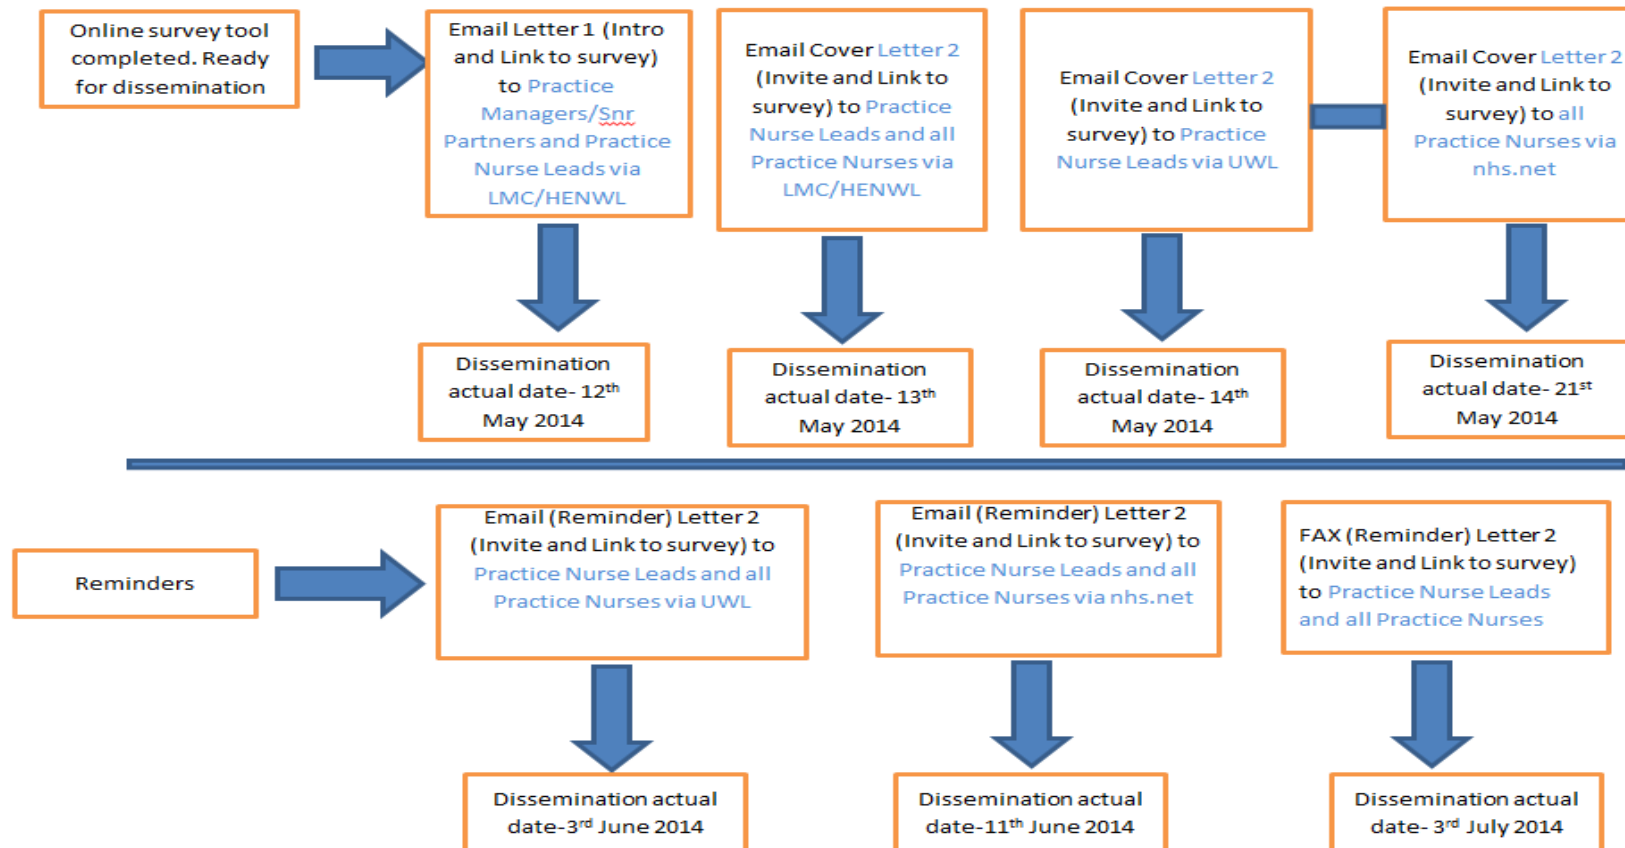 Online survey tool
completed. Ready
for dissemination
Email Letter 1 (Intro
and Link to survey)
to Practice
Managers/Snr
Partners and Practice
Nurse Leads via
LMC/HENWL
Email Cover Letter 2
(Invite and Link to
survey) to Practice
Nurse Leads and all
Practice Nurses via
LMC/HENWL
Email Cover Letter 2
(Invite and Link to
survey) to Practice
Nurse Leads via UWL
Email Cover Letter 2
(Invite and Link to
survey) to all
Practice Nurses via
nhs.net
Dissemination
actual date- 12th
May 2014
Dissemination
actual date- 13th
May 2014
Dissemination
actual date- 14th
May 2014
Dissemination
actual date- 21st
May 2014
Reminders
Email (Reminder) Letter 2
(Invite and Link to survey) to
Practice Nurse Leads and all
Practice Nurses via UWL
Email (Reminder) Letter 2
(Invite and Link to survey) to
Practice Nurse Leads and all
Practice Nurses via nhs.net
FAX (Reminder) Letter 2
(Invite and Link to survey)
to Practice Nurse Leads
and all Practice Nurses
Dissemination actual
date-3rd June 2014
Dissemination actual
date-11th June 2014
Dissemination actual
date- 3rd July 2014